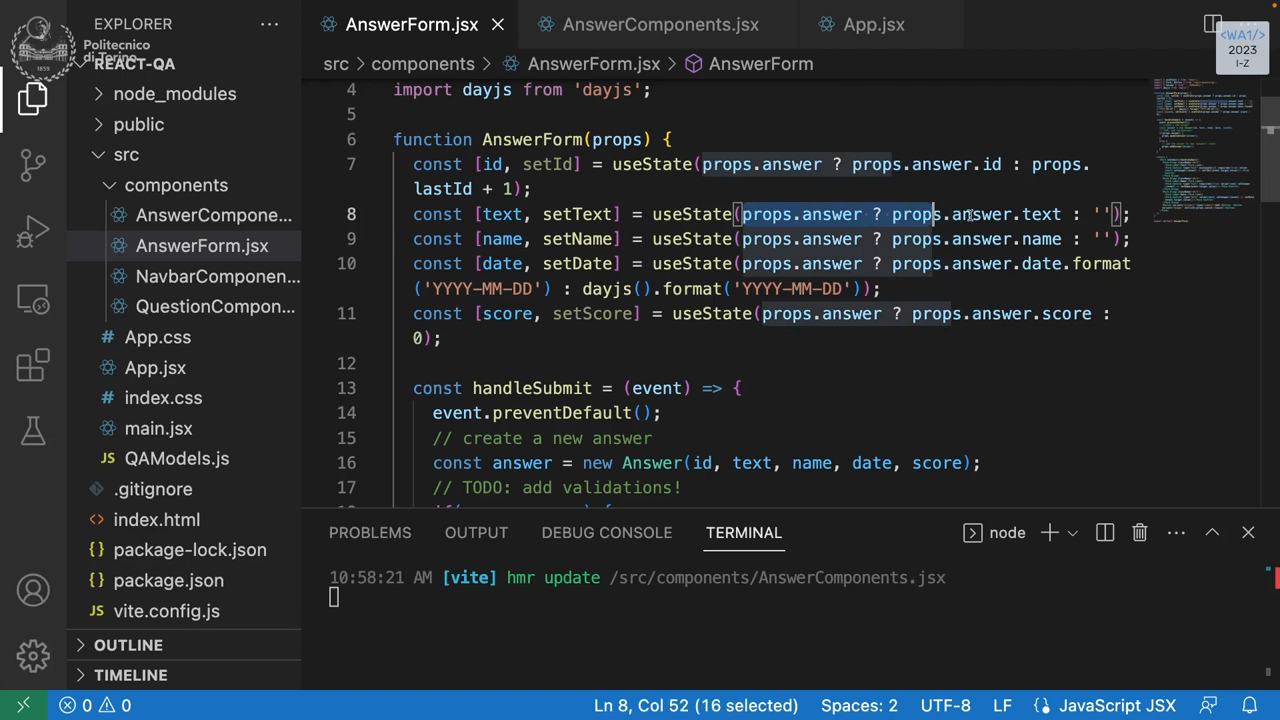 EXPLORER
AnswerForm.jsx
AnswerComponents.jsx
App.jsx
<WA1/>
2023
I-Z
Politecnico
di Torino
1859
REACT-QA
src > components > AnswerForm.jsx > AnswerForm
node_modules
public
src
components
AnswerCompone...
AnswerForm.jsx
NavbarComponen...
QuestionCompon...
App.css
App.jsx
index.css
main.jsx
JS QAModels.js
.gitignore
<> index.html
{} package-lock.json
{} package.json
JS vite.config.js
OUTLINE
TIMELINE
4 import dayjs from 'dayjs';
6 function AnswerForm(props) {
7 const [id, setId] = useState(props.answer ? props.answer.id : props.
lastId + 1);
8 const [text, setText] = useState(props.answer ? props.answer.text : '');
9 const [name, setName] = useState(props.answer ? props.answer.name : '');
10 const [date, setDate] = useState(props.answer ? props.answer.date.format
('YYYY-MM-DD') : dayjs().format('YYYY-MM-DD'));
11 const [score, setScore] = useState(props.answer ? props.answer.score :
0);
12
13 const handleSubmit = (event) => {
14 event.preventDefault();
15 // create a new answer
16 const answer = new Answer(id, text, name, date, score);
17 // TODO: add validations!
PROBLEMS OUTPUT DEBUG CONSOLE TERMINAL node
10:58:21 AM [vite] hmr update /src/components/AnswerComponents.jsx
0 0 Ln 8, Col 52 (16 selected) Spaces: 2 UTF-8 LF {} JavaScript JSX